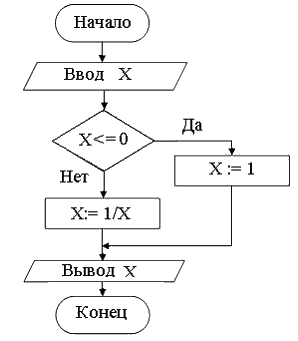 Начало
Ввод X
X<=0
Да
Нет
X := 1
X:= 1/X
Вывод X
Конец